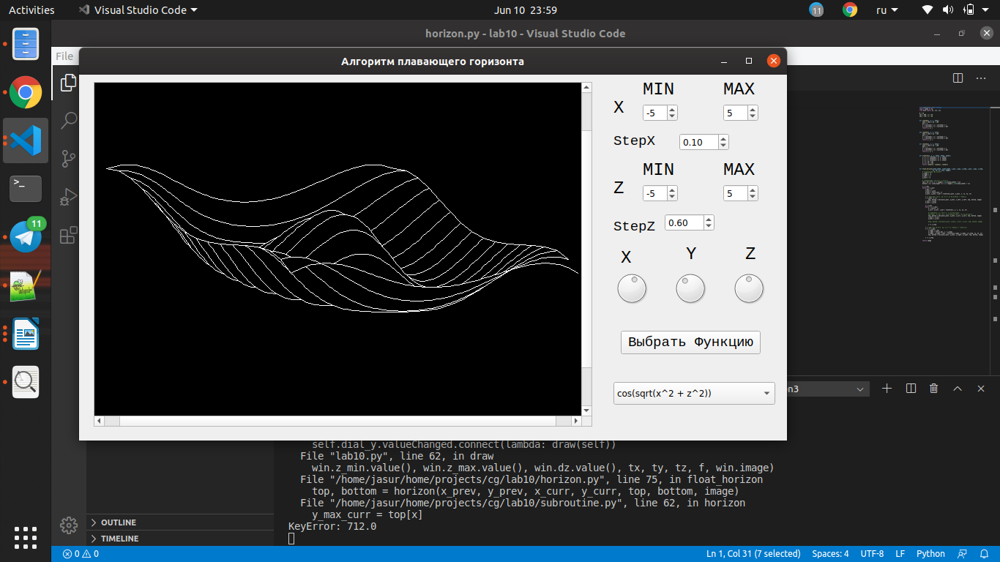 Activities
Visual Studio Code
Jun 10 23:59
11
ru
horizon.py - lab10 - Visual Studio Code
File
Алгоритм плавающего горизонта
MIN MAX
X -5 5
StepX 0.10
MIN MAX
Z -5 5
StepZ 0.60
X Y Z
Выбрать Функцию
cos(sqrt(x^2 + z^2))
11
>_
n3
self.dial_y.valueChanged.connect(lambda: draw(self))
File "lab10.py", line 62, in draw
win.z_min.value(), win.z_max.value(), win.dz.value(), tx, ty, tz, f, win.image)
File "/home/jasur/home/projects/cg/lab10/horizon.py", line 75, in float_horizon
top, bottom = horizon(x_prev, y_prev, x_curr, y_curr, top, bottom, image)
File "/home/jasur/home/projects/cg/lab10/subroutine.py", line 62, in horizon
y_max_curr = top[x]
KeyError: 712.0
OUTLINE
TIMELINE
0 0
Ln 1, Col 31 (7 selected)
Spaces: 4
UTF-8
LF
Python